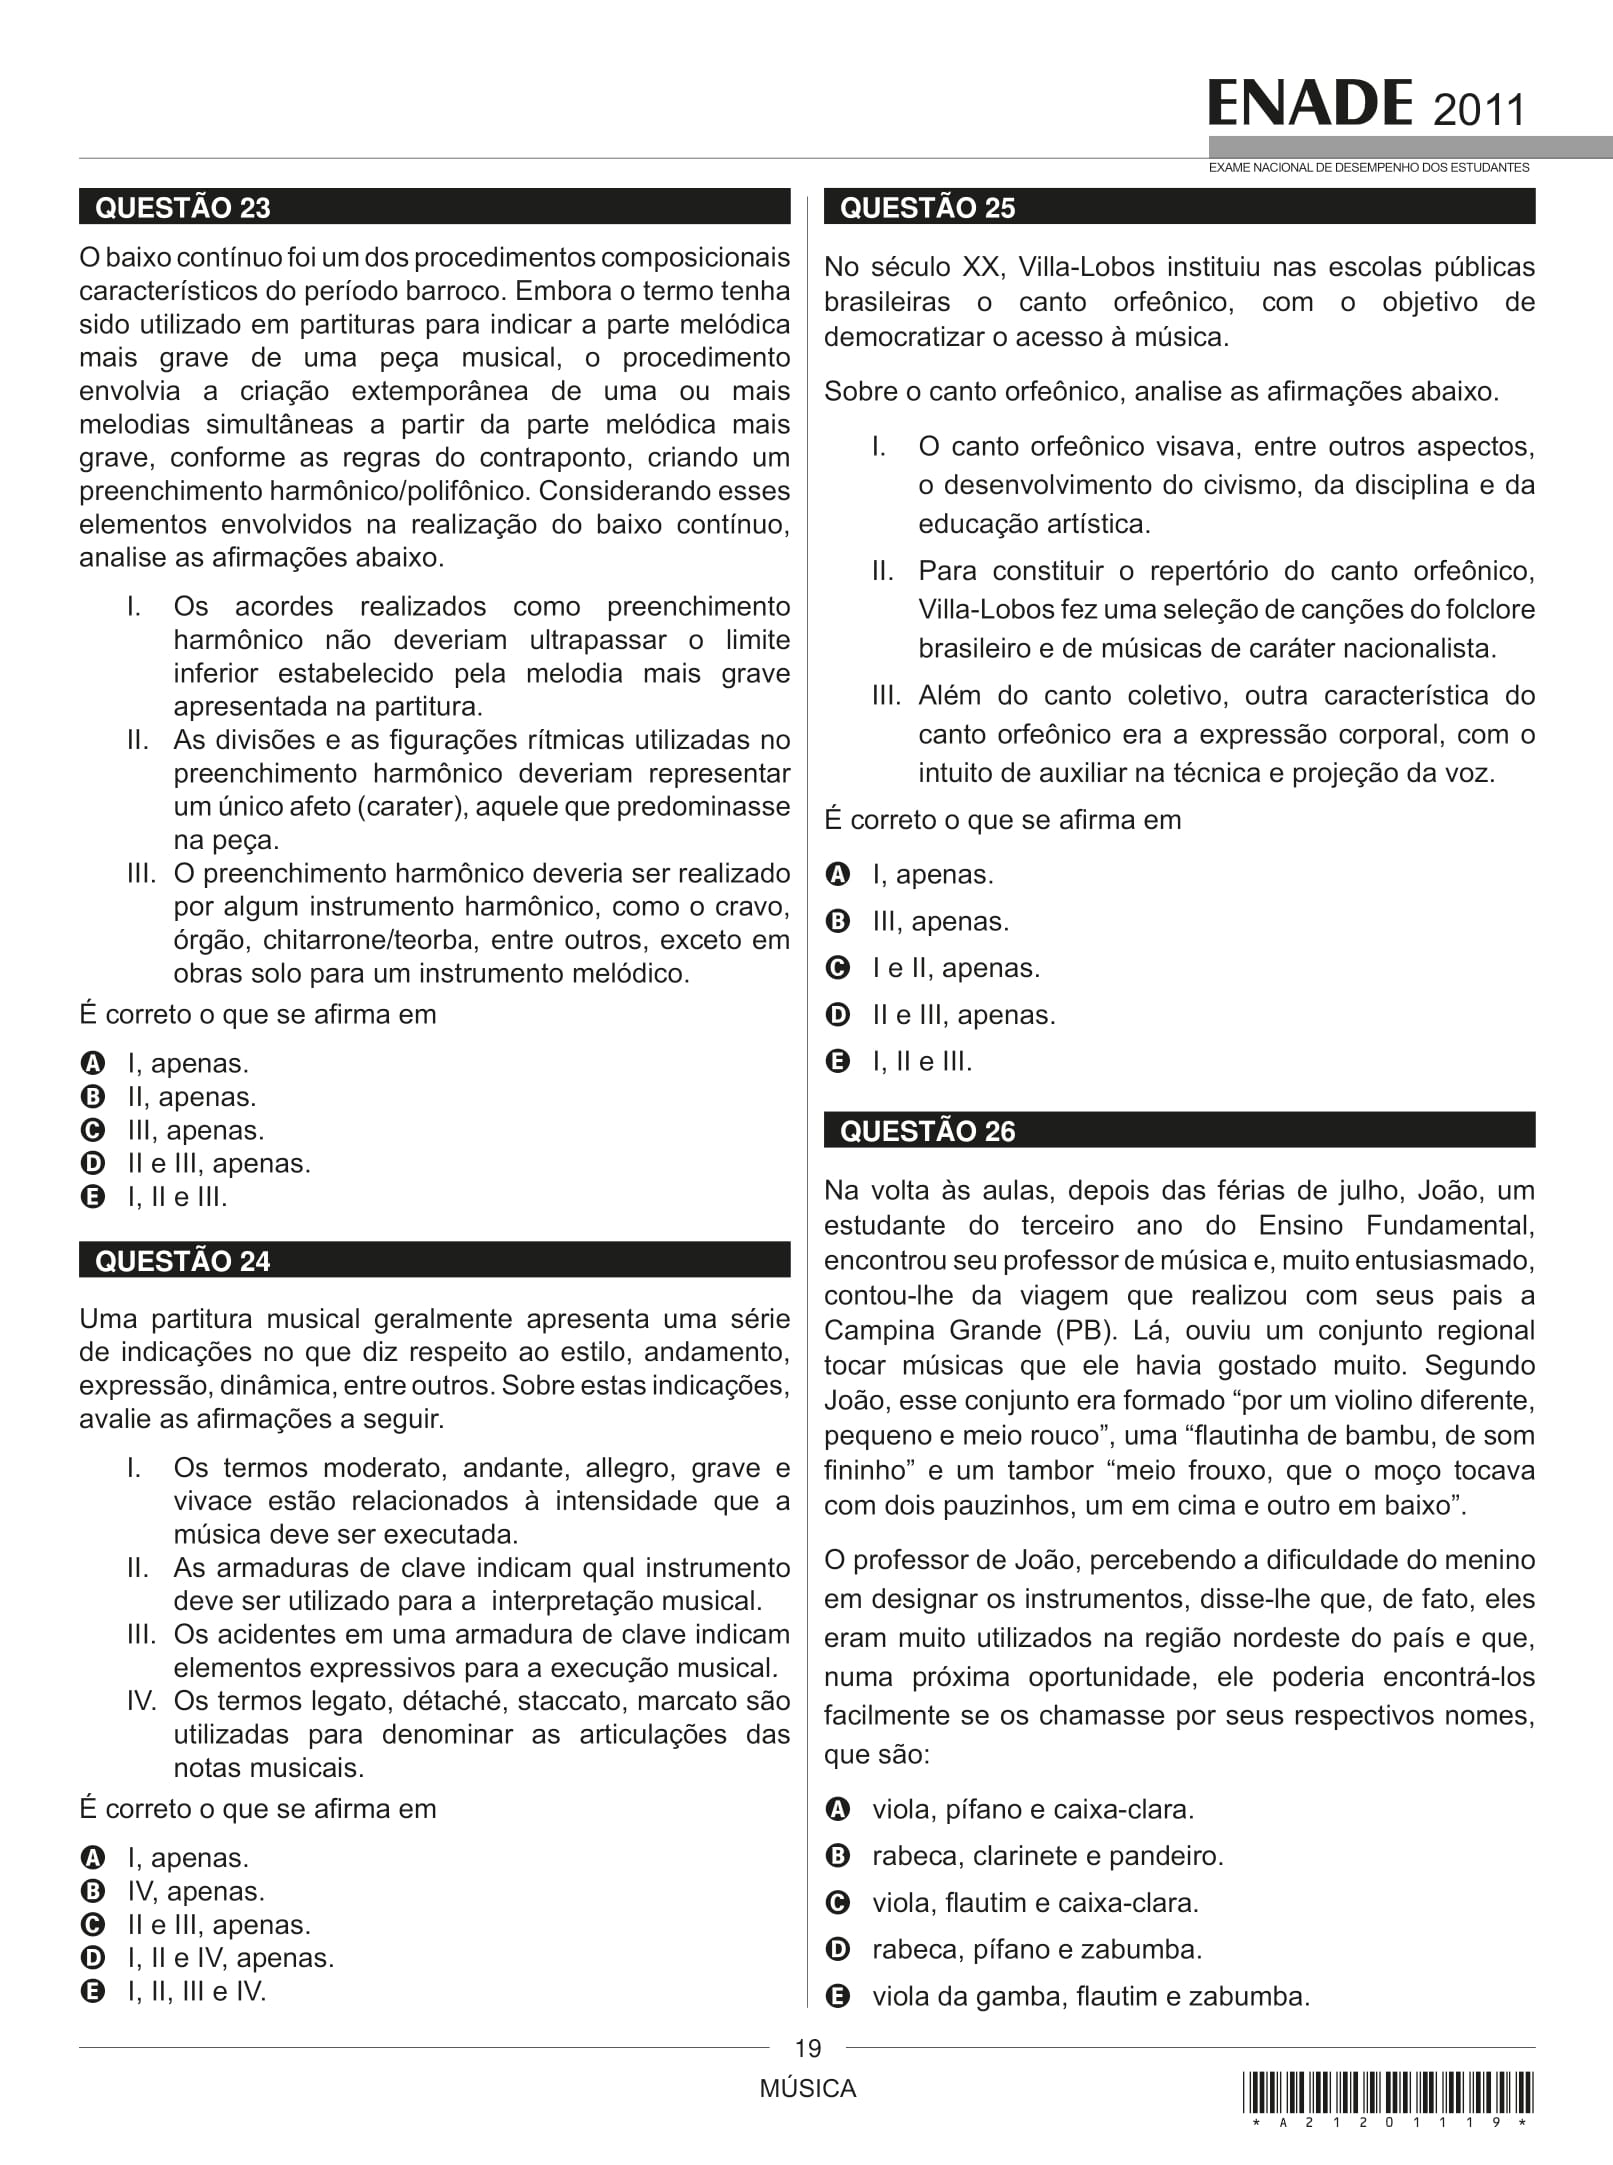 ENADE 2011
EXAME NACIONAL DE DESEMPENHO DOS ESTUDANTES
QUESTÃO 23
O baixo contínuo foi um dos procedimentos composicionais
característicos do período barroco. Embora o termo tenha
sido utilizado em partituras para indicar a parte melódica
mais grave de uma peça musical, o procedimento
envolvia a criação extemporânea de uma ou mais
melodias simultâneas a partir da parte melódica mais
grave, conforme as regras do contraponto, criando um
preenchimento harmônico/polifônico. Considerando esses
elementos envolvidos na realização do baixo contínuo,
analise as afirmações abaixo.
I. Os acordes realizados como preenchimento
harmônico não deveriam ultrapassar o limite
inferior estabelecido pela melodia mais grave
apresentada na partitura.
II. As divisões e as figurações rítmicas utilizadas no
preenchimento harmônico deveriam representar
um único afeto (carater), aquele que predominasse
na peça.
III. O preenchimento harmônico deveria ser realizado
por algum instrumento harmônico, como o cravo,
órgão, chitarrone/teorba, entre outros, exceto em
obras solo para um instrumento melódico.
É correto o que se afirma em
A I, apenas.
B II, apenas.
C III, apenas.
D II e III, apenas.
E I, II e III.
QUESTÃO 24
Uma partitura musical geralmente apresenta uma série
de indicações no que diz respeito ao estilo, andamento,
expressão, dinâmica, entre outros. Sobre estas indicações,
avalie as afirmações a seguir.
I. Os termos moderato, andante, allegro, grave e
vivace estão relacionados à intensidade que a
música deve ser executada.
II. As armaduras de clave indicam qual instrumento
deve ser utilizado para a interpretação musical.
III. Os acidentes em uma armadura de clave indicam
elementos expressivos para a execução musical.
IV. Os termos legato, détaché, staccato, marcato são
utilizadas para denominar as articulações das
notas musicais.
É correto o que se afirma em
A I, apenas.
B IV, apenas.
C II e III, apenas.
D I, II e IV, apenas.
E I, II, III e IV.
QUESTÃO 25
No século XX, Villa-Lobos instituiu nas escolas públicas
brasileiras o canto orfeônico, com o objetivo de
democratizar o acesso à música.
Sobre o canto orfeônico, analise as afirmações abaixo.
I. O canto orfeônico visava, entre outros aspectos,
o desenvolvimento do civismo, da disciplina e da
educação artística.
II. Para constituir o repertório do canto orfeônico,
Villa-Lobos fez uma seleção de canções do folclore
brasileiro e de músicas de caráter nacionalista.
III. Além do canto coletivo, outra característica do
canto orfeônico era a expressão corporal, com o
intuito de auxiliar na técnica e projeção da voz.
É correto o que se afirma em
A I, apenas.
B III, apenas.
C I e II, apenas.
D II e III, apenas.
E I, II e III.
QUESTÃO 26
Na volta às aulas, depois das férias de julho, João, um
estudante do terceiro ano do Ensino Fundamental,
encontrou seu professor de música e, muito entusiasmado,
contou-lhe da viagem que realizou com seus pais a
Campina Grande (PB). Lá, ouviu um conjunto regional
tocar músicas que ele havia gostado muito. Segundo
João, esse conjunto era formado “por um violino diferente,
pequeno e meio rouco”, uma “flautinha de bambu, de som
fininho” e um tambor “meio frouxo, que o moço tocava
com dois pauzinhos, um em cima e outro em baixo”.
O professor de João, percebendo a dificuldade do menino
em designar os instrumentos, disse-lhe que, de fato, eles
eram muito utilizados na região nordeste do país e que,
numa próxima oportunidade, ele poderia encontrá-los
facilmente se os chamasse por seus respectivos nomes,
que são:
A viola, pífano e caixa-clara.
B rabeca, clarinete e pandeiro.
C viola, flautim e caixa-clara.
D rabeca, pífano e zabumba.
E viola da gamba, flautim e zabumba.
19
MÚSICA
* A 2 1 2 0 1 1 1 9 *